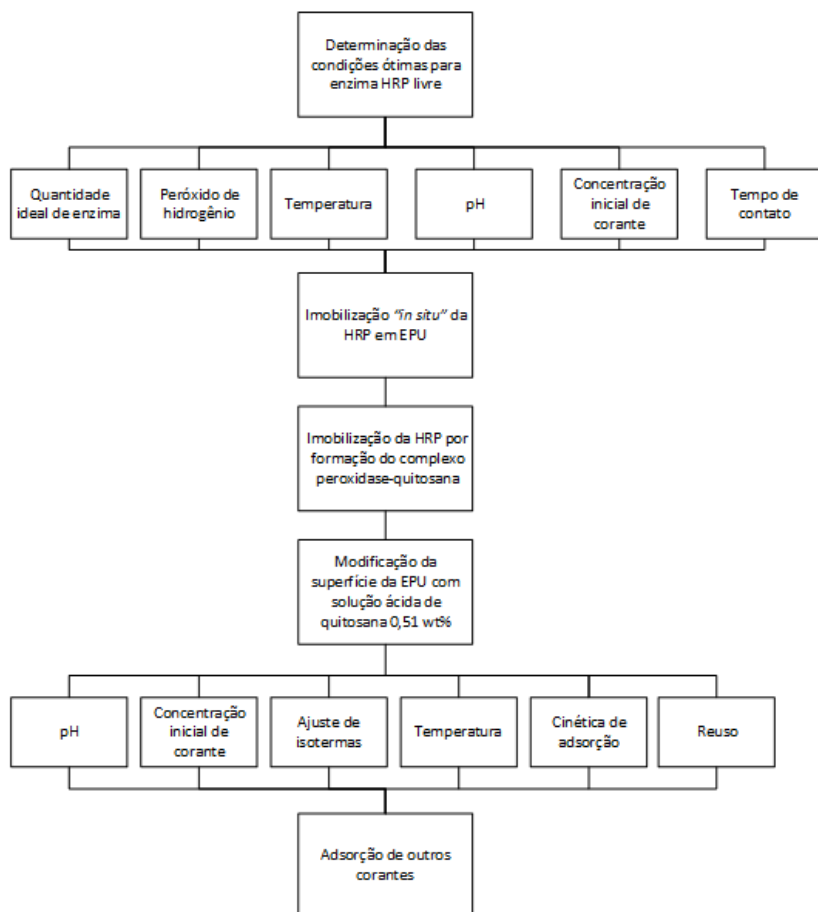 Determinação das
condições ótimas para
enzima HRP livre
Quantidade
ideal de enzima
Peróxido de
hidrogênio
Temperatura
pH
Concentração
inicial de
corante
Tempo de
contato
Imobilização “in situ” da
HRP em EPU
Imobilização da HRP por
formação do complexo
peroxidase-quitosana
Modificação da
superfície da EPU com
solução ácida de
quitosana 0,51 wt%
pH
Concentração
inicial de
corante
Ajuste de
isotermas
Temperatura
Cinética de
adsorção
Reuso
Adsorção de outros
corantes